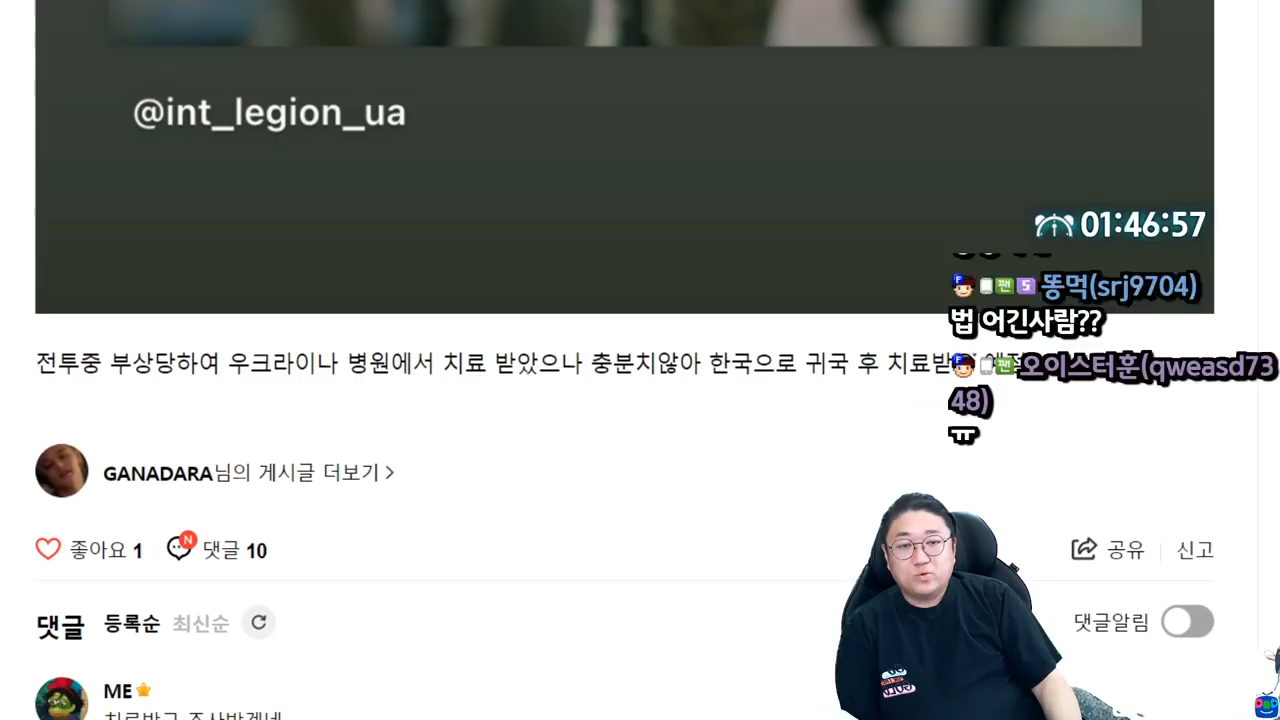 @int_legion_ua
01:46:57
똥먹(srj9704)
법 어긴사람??
전투중 부상당하여 우크라이나 병원에서 치료 받았으나 충분치않아 한국으로 귀국 후 치료받
오이스터훈(qweasd73
48)
ㅠ
GANADARA님의 게시글 더보기 >
좋아요 1 댓글 10
공유 신고
댓글 등록순 최신순
댓글알림
ME